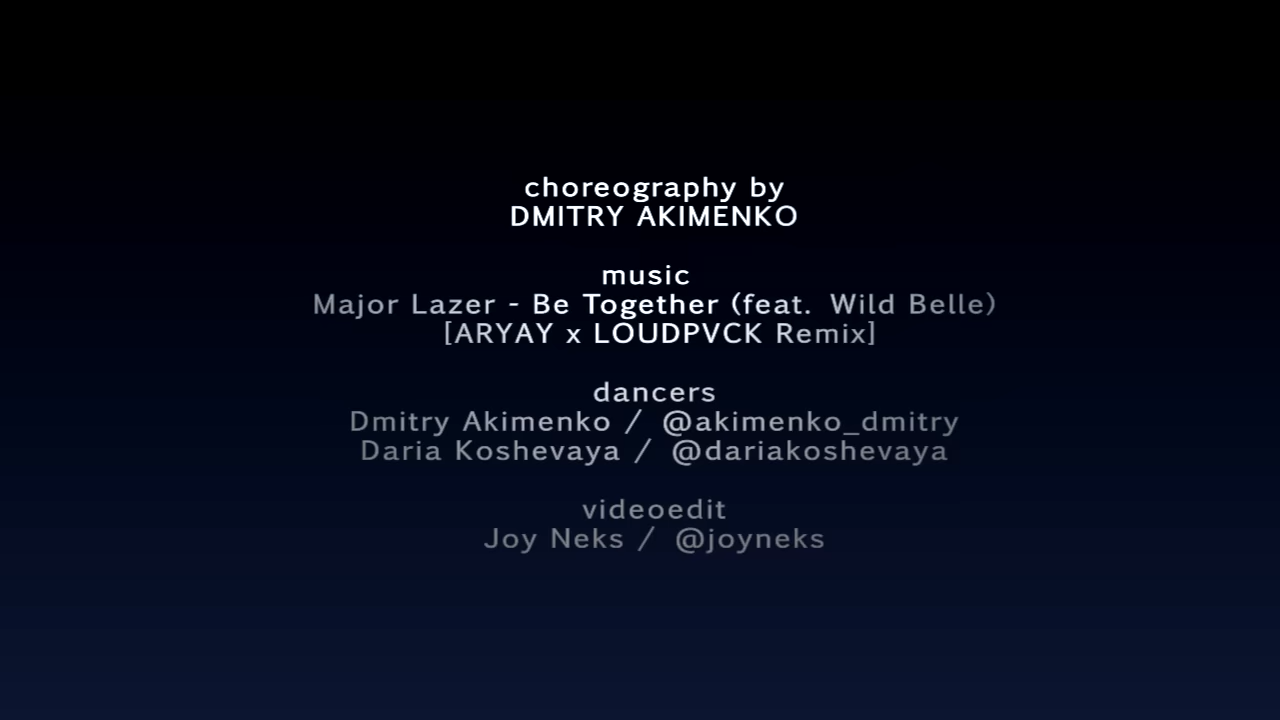 choreography by
DMITRY AKIMENKO
music
Major Lazer - Be Together (feat. Wild Belle)
[ARYAY x LOUDPVCK Remix]
dancers
Dmitry Akimenko / @akimenko_dmitry
Daria Koshevaya / @dariakoshevaya
videoedit
Joy Neks / @joyneks